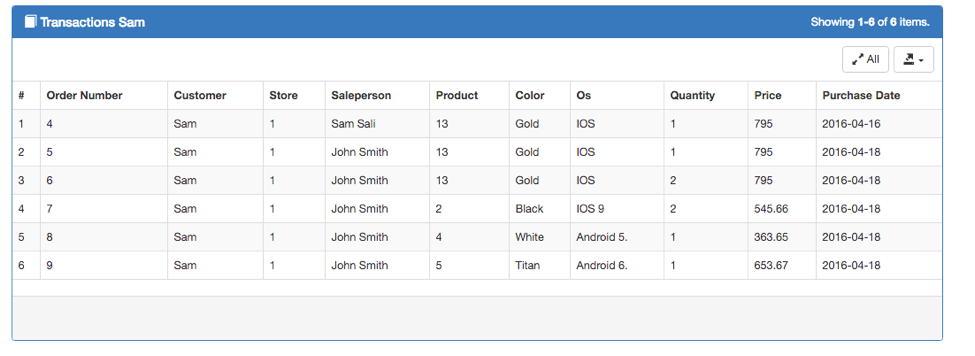 Transactions Sam Showing 1-6 of 6 items.
All
# Order Number Customer Store Saleperson Product Color Os Quantity Price Purchase Date
1 4 Sam 1 Sam Sali 13 Gold IOS 1 795 2016-04-16
2 5 Sam 1 John Smith 13 Gold IOS 1 795 2016-04-18
3 6 Sam 1 John Smith 13 Gold IOS 2 795 2016-04-18
4 7 Sam 1 John Smith 2 Black IOS 9 2 545.66 2016-04-18
5 8 Sam 1 John Smith 4 White Android 5. 1 363.65 2016-04-18
6 9 Sam 1 John Smith 5 Titan Android 6. 1 653.67 2016-04-18